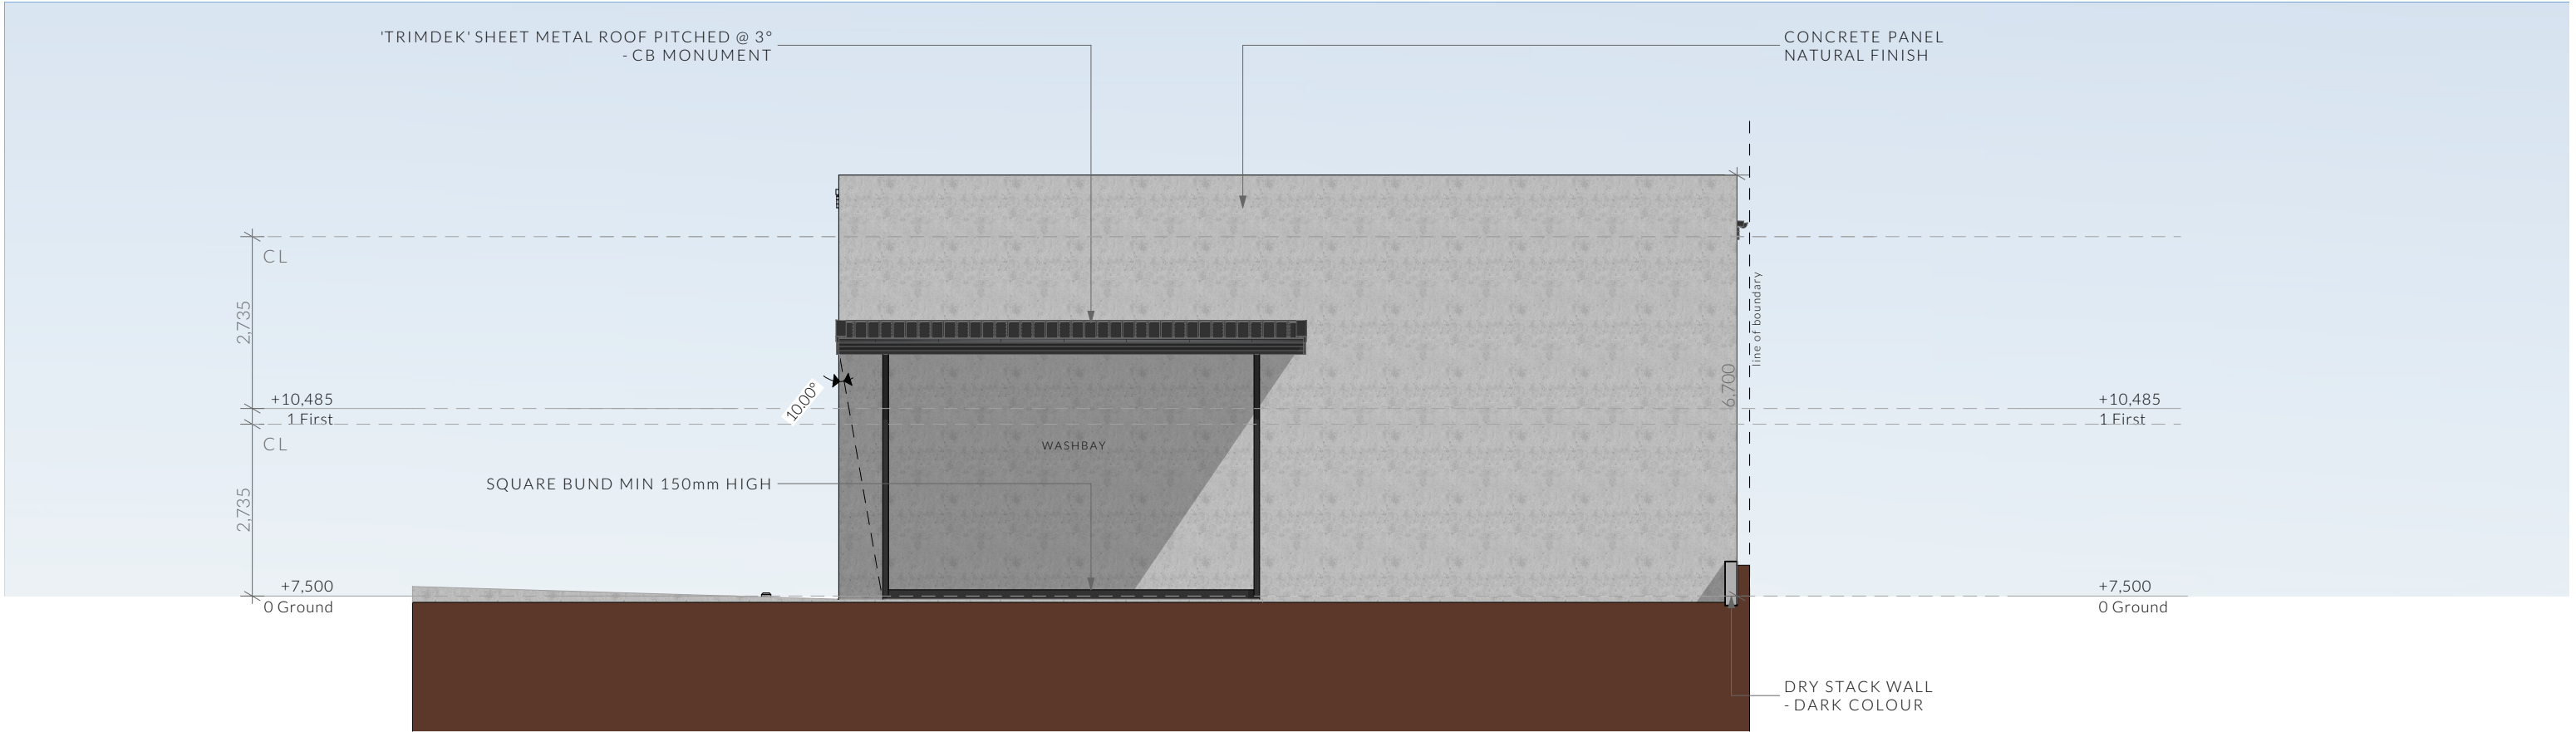 'TRIMDEK' SHEET METAL ROOF PITCHED @ 3°
- CB MONUMENT
CONCRETE PANEL
NATURAL FINISH
CL
2,735
+10,485
1 First
CL
2,735
+7,500
0 Ground
10.00°
WASHBAY
SQUARE BUND MIN 150mm HIGH
6,700
line of boundary
+10,485
1 First
+7,500
0 Ground
DRY STACK WALL
- DARK COLOUR